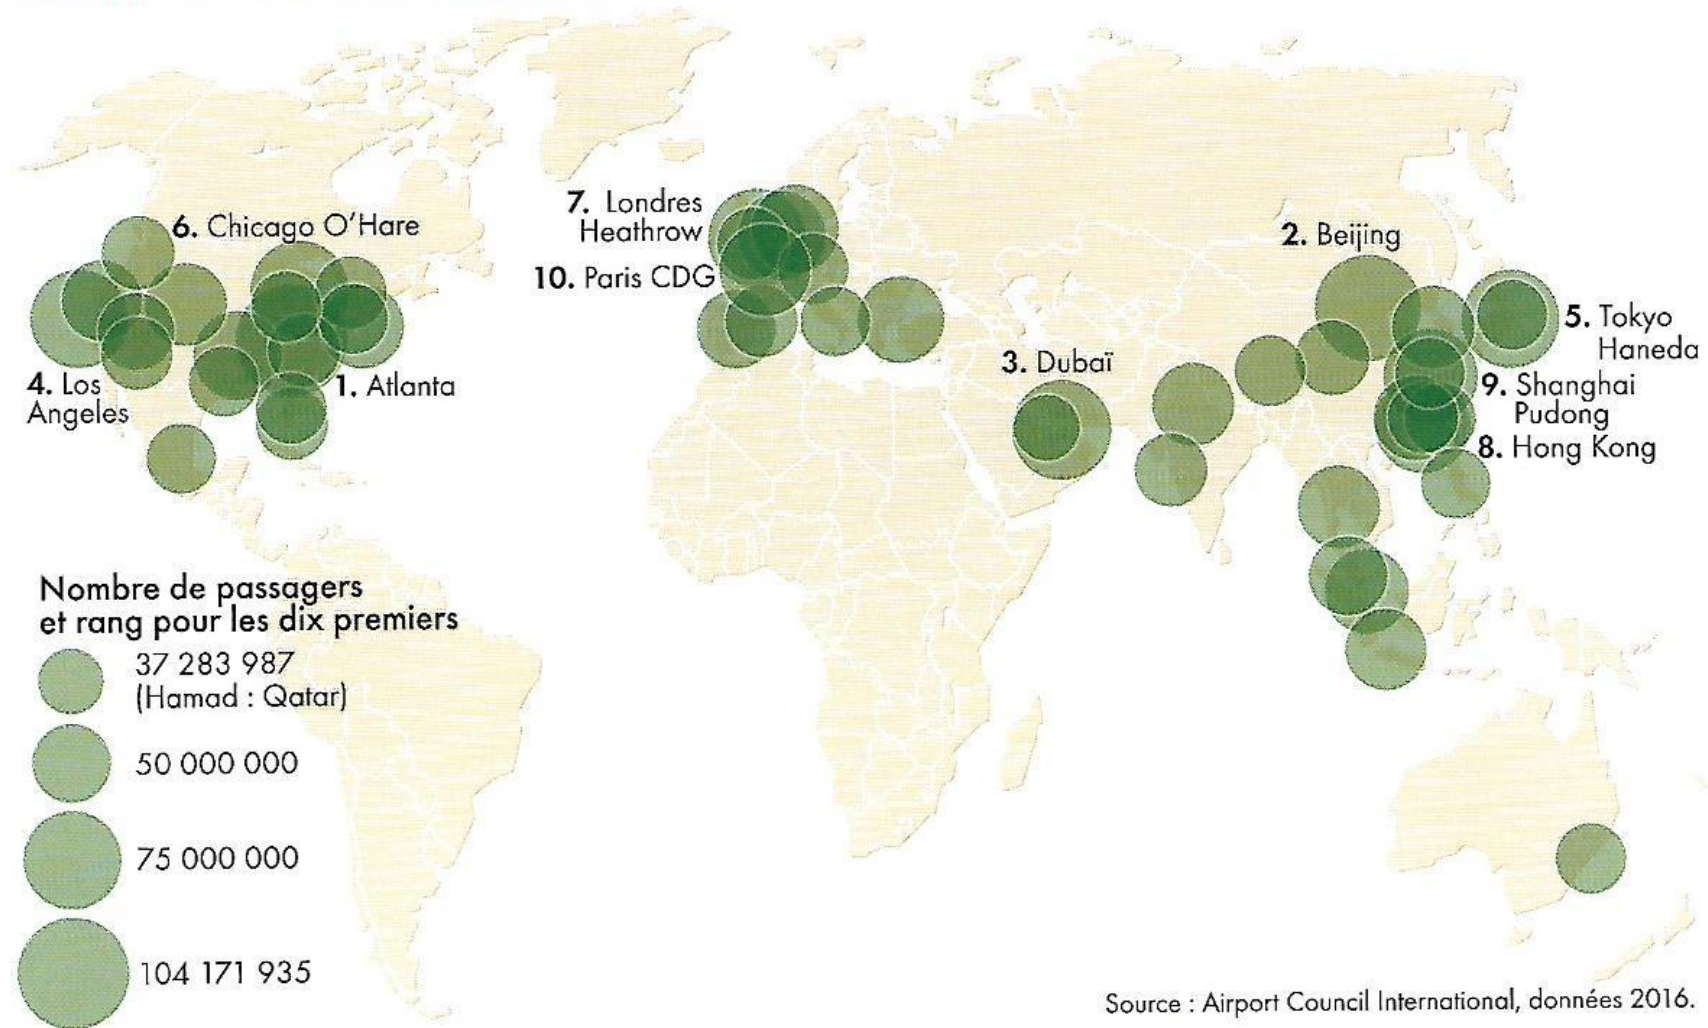 6. Chicago O'Hare
7. Londres
Heathrow
2. Beijing
10. Paris CDG
5. Tokyo
Haneda
3. Dubaï
4. Los
Angeles
1. Atlanta
9. Shanghai
Pudong
8. Hong Kong
Nombre de passagers
et rang pour les dix premiers
37 283 987
(Hamad : Qatar)
50 000 000
75 000 000
104 171 935
Source : Airport Council International, données 2016.